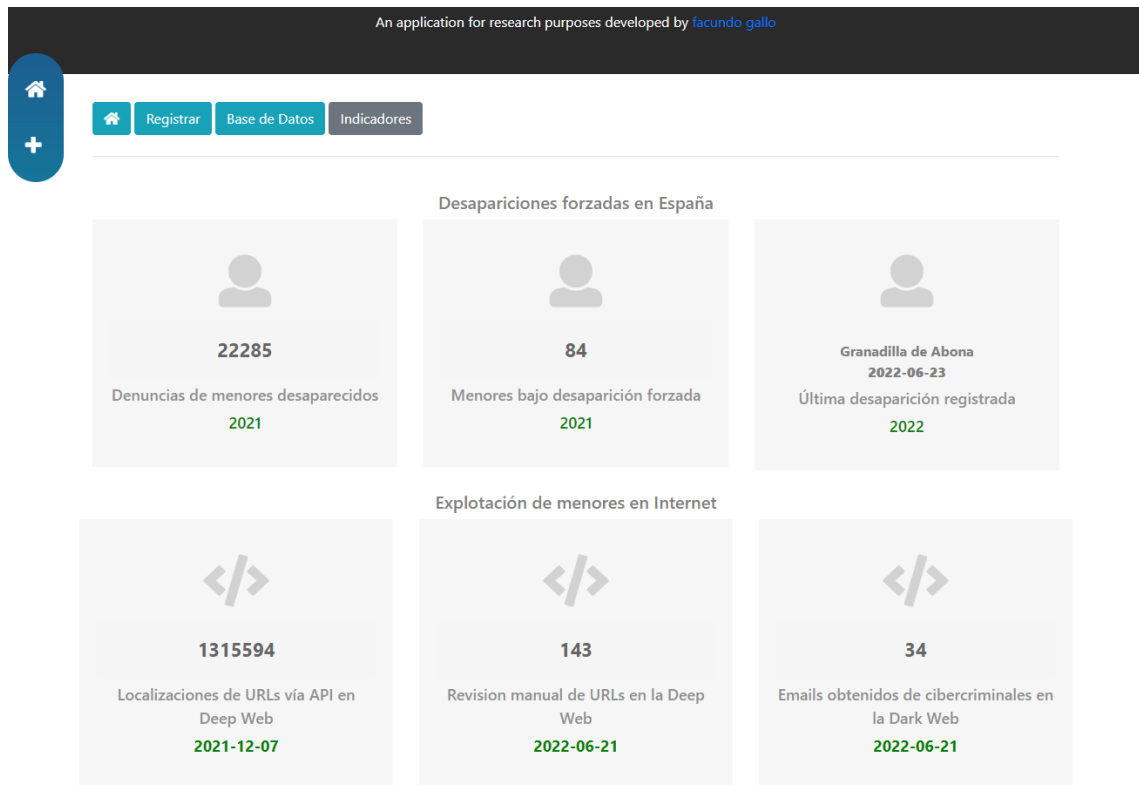 An application for research purposes developed by facundo gallo
Registrar
Base de Datos
Indicadores
Desapariciones forzadas en España
22285
Denuncias de menores desaparecidos
2021
84
Menores bajo desaparición forzada
2021
Granadilla de Abona
2022-06-23
Última desaparición registrada
2022
Explotación de menores en Internet
1315594
Localizaciones de URLs vía API en
Deep Web
2021-12-07
143
Revision manual de URLs en la Deep
Web
2022-06-21
34
Emails obtenidos de cibercriminales en
la Dark Web
2022-06-21